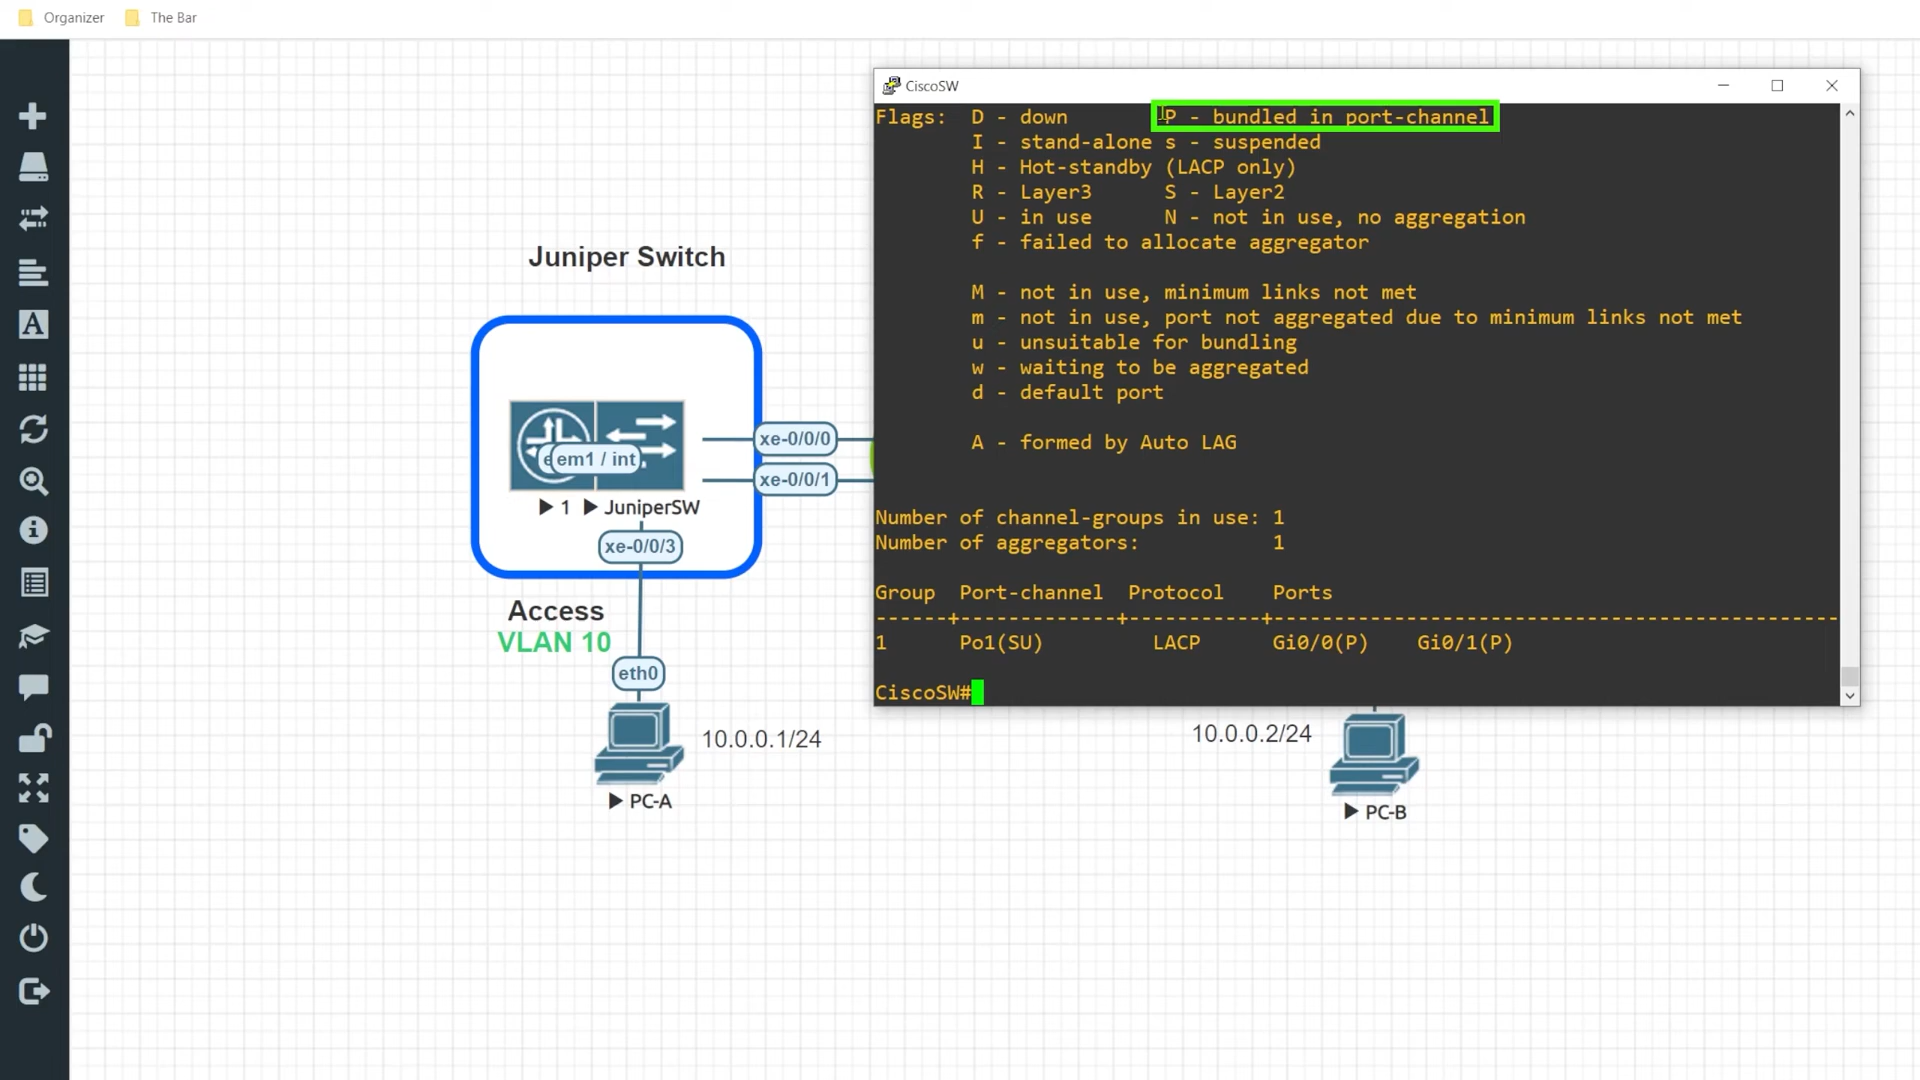 Organizer The Bar
CiscoSW
Flags:  D - down        P - bundled in port-channel
        I - stand-alone s - suspended
        H - Hot-standby (LACP only)
        R - Layer3      S - Layer2
        U - in use      N - not in use, no aggregation
        f - failed to allocate aggregator
        M - not in use, minimum links not met
        m - not in use, port not aggregated due to minimum links not met
        u - unsuitable for bundling
        w - waiting to be aggregated
        d - default port
        A - formed by Auto LAG
Number of channel-groups in use: 1
Number of aggregators:           1
Group  Port-channel  Protocol    Ports
------+-------------+-----------+-----------------------------------------------
1      Po1(SU)         LACP      Gi0/0(P)    Gi0/1(P)
CiscoSW#
Juniper Switch
xe-0/0/0
em1 / int
xe-0/0/1
1 JuniperSW
xe-0/0/3
Access
VLAN 10
eth0
10.0.0.1/24
PC-A
10.0.0.2/24
PC-B